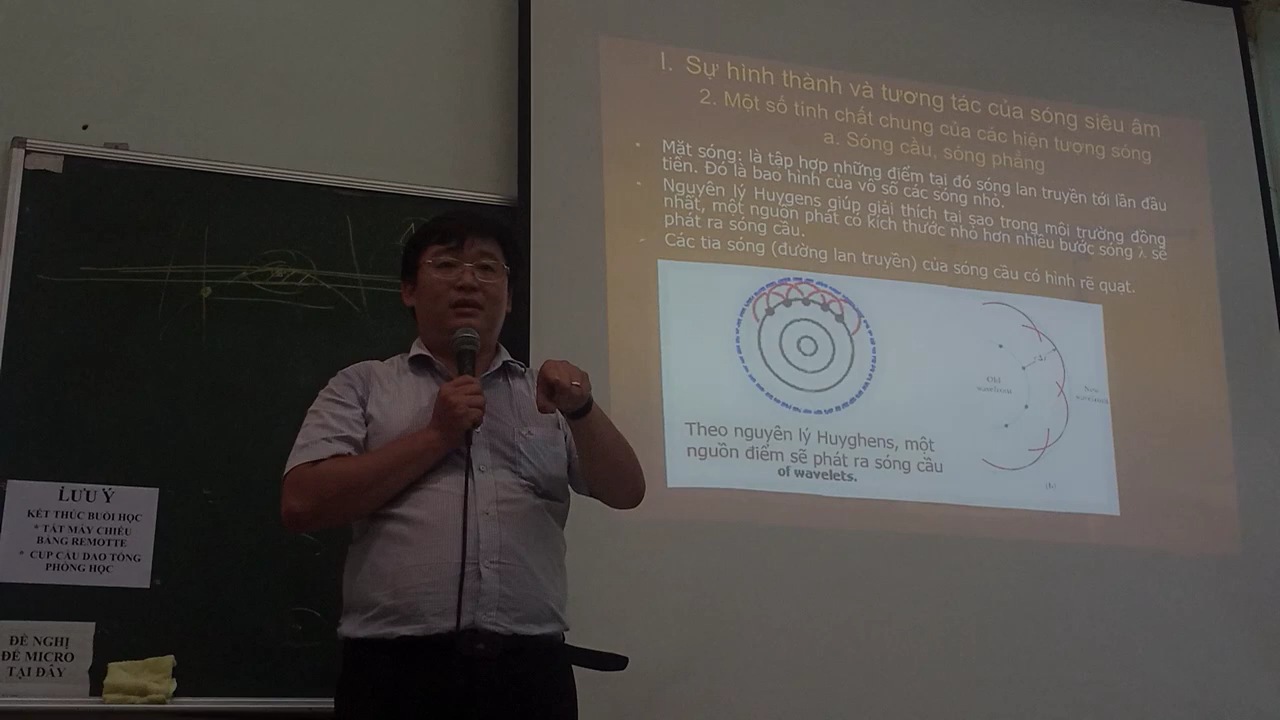 I. Sự hình thành và tương tác của sóng siêu âm
2. Một số tính chất chung của các hiện tượng sóng
a. Sóng cầu, sóng phẳng
Mặt sóng: là tập hợp những điểm tại đó sóng lan truyền tới lần đầu
tiên. Đó là bao hình của vô số các sóng nhỏ.
Nguyên lý Huygens giúp giải thích tại sao trong môi trường đồng
nhất, một nguồn phát có kích thước nhỏ hơn nhiều bước sóng λ sẽ
phát ra sóng cầu.
Các tia sóng (đường lan truyền) của sóng cầu có hình rẽ quạt.
Old
wavefront
New
wavefront
(b)
Theo nguyên lý Huyghens, một
nguồn điểm sẽ phát ra sóng cầu
of wavelets.
LƯU Ý
KẾT THÚC BUỔI HỌC
* TẮT MÁY CHIẾU
BẰNG REMOTTE
* CUP CẦU DAO TỔNG
PHÒNG HỌC
ĐỀ NGHỊ
ĐỂ MICRO
TẠI ĐÂY